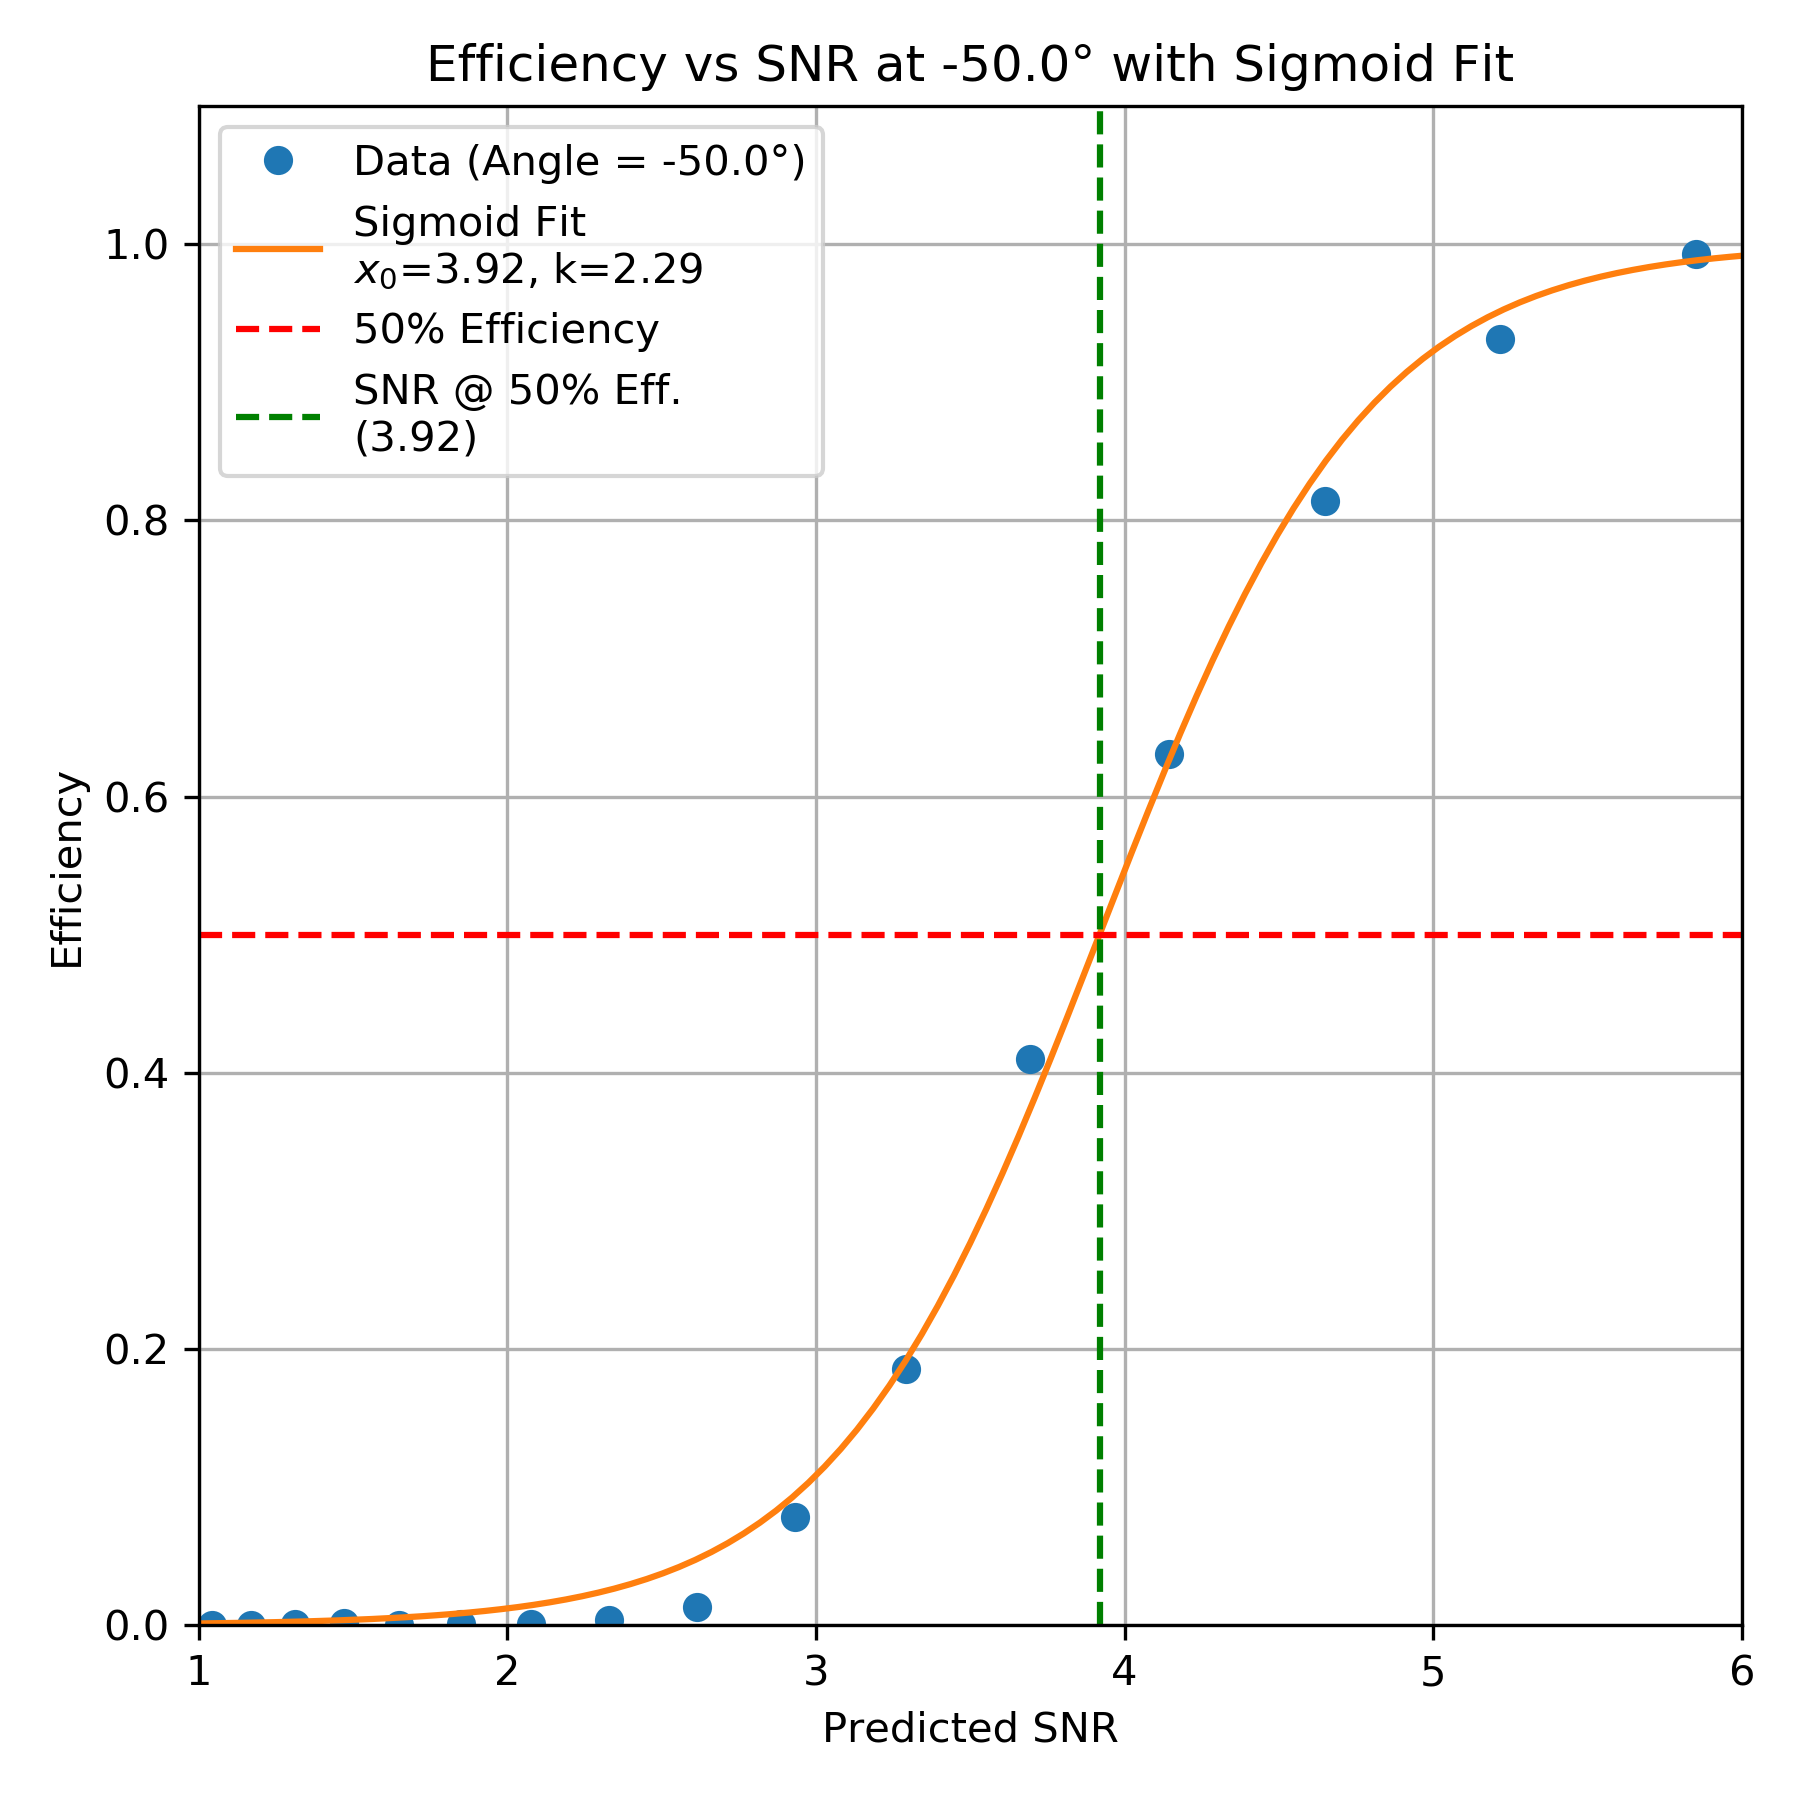 Efficiency vs SNR at -50.0° with Sigmoid Fit
Data (Angle = -50.0°)
Sigmoid Fit
x₀=3.92, k=2.29
50% Efficiency
SNR @ 50% Eff.
(3.92)
Efficiency
1.0
0.8
0.6
0.4
0.2
0.0
1 2 3 4 5 6
Predicted SNR